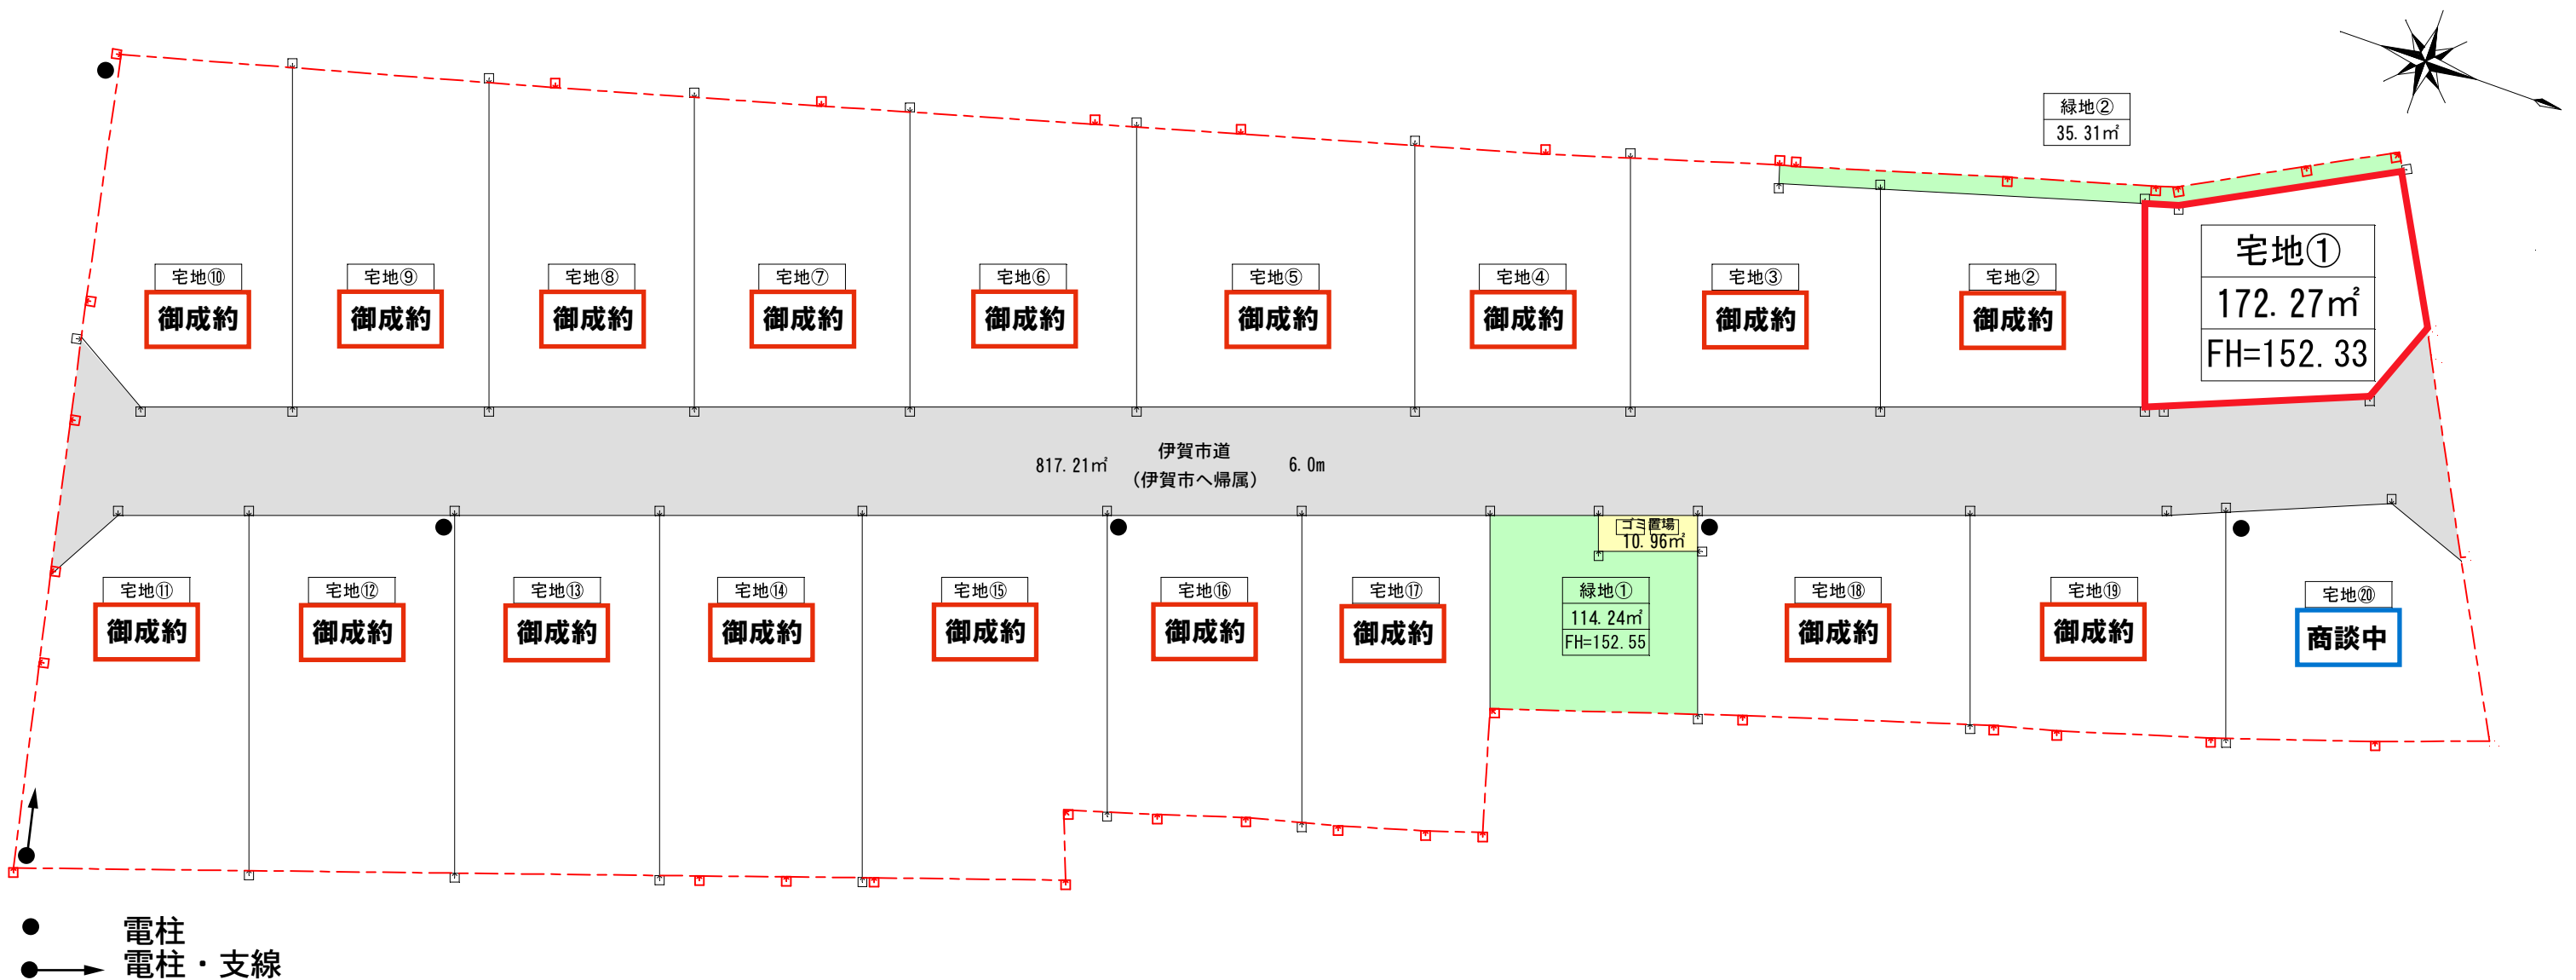 緑地②
35.31㎡
宅地①
172.27㎡
FH=152.33
宅地⑩
御成約
宅地⑨
御成約
宅地⑧
御成約
宅地⑦
御成約
宅地⑥
御成約
宅地⑤
御成約
宅地④
御成約
宅地③
御成約
宅地②
御成約
817.21㎡
伊賀市道
(伊賀市へ帰属)
6.0m
ゴミ置場
10.96㎡
宅地⑪
御成約
宅地⑫
御成約
宅地⑬
御成約
宅地⑭
御成約
宅地⑮
御成約
宅地⑯
御成約
宅地⑰
御成約
緑地①
114.24㎡
FH=152.55
宅地⑱
御成約
宅地⑲
御成約
宅地⑳
商談中
電柱
電柱・支線